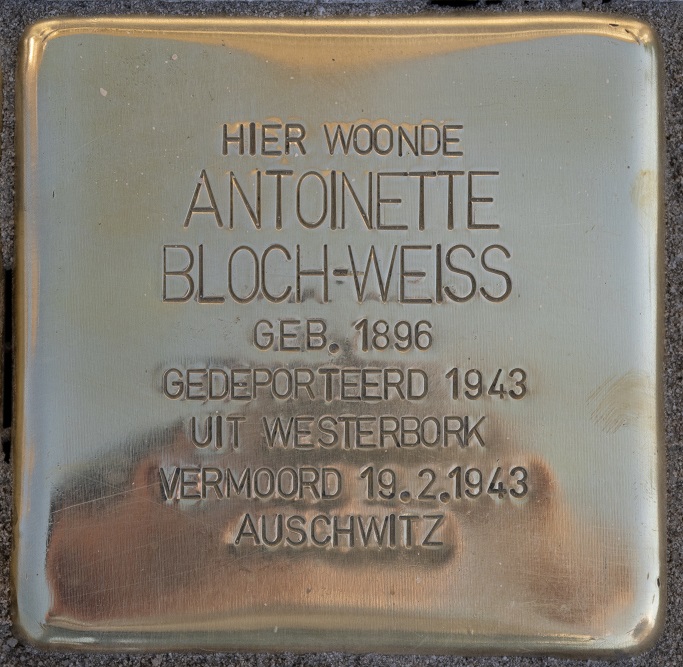 HIER WOONDE
ANTOINETTE
BLOCH-WEISS
GEB. 1896
GEDEPORTEERD 1943
UIT WESTERBORK
VERMOORD 19.2.1943
AUSCHWITZ